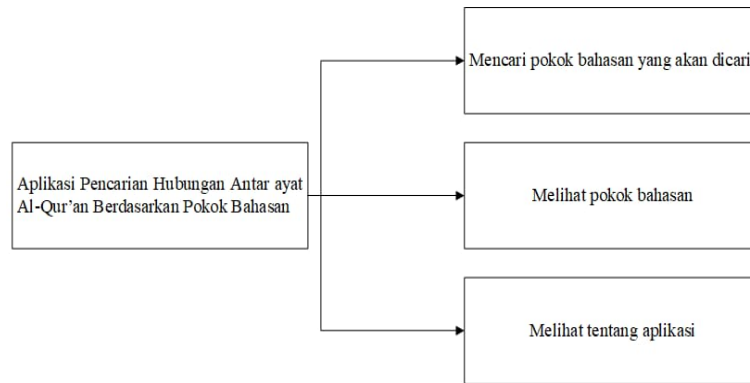 Mencari pokok bahasan yang akan dicari
Aplikasi Pencarian Hubungan Antar ayat
Al-Qur'an Berdasarkan Pokok Bahasan
Melihat pokok bahasan
Melihat tentang aplikasi